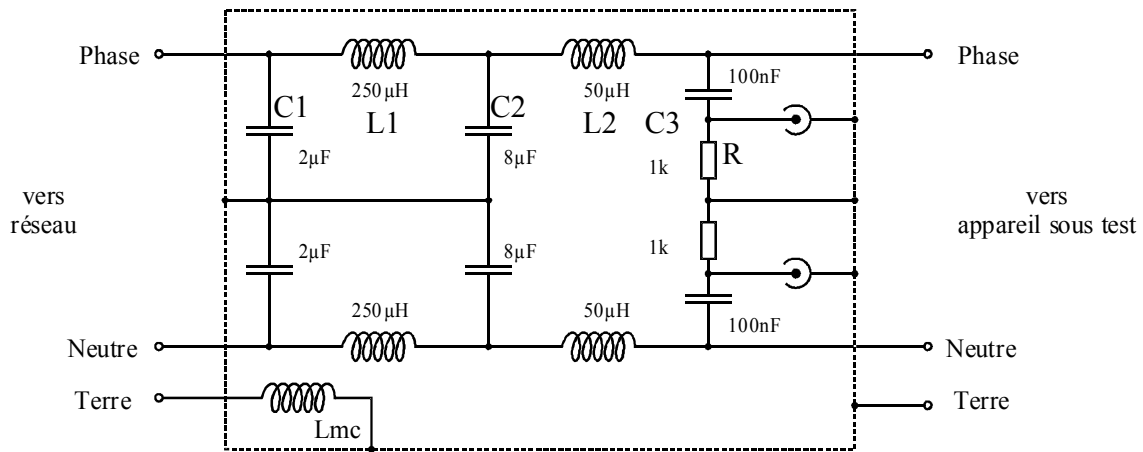 Phase
Phase
100nF
250µH
50µH
C1
L1
C2
L2
C3
2µF
8µF
1k
R
vers
réseau
vers
appareil sous test
2µF
8µF
1k
250µH
50µH
100nF
Neutre
Neutre
Terre
Lmc
Terre